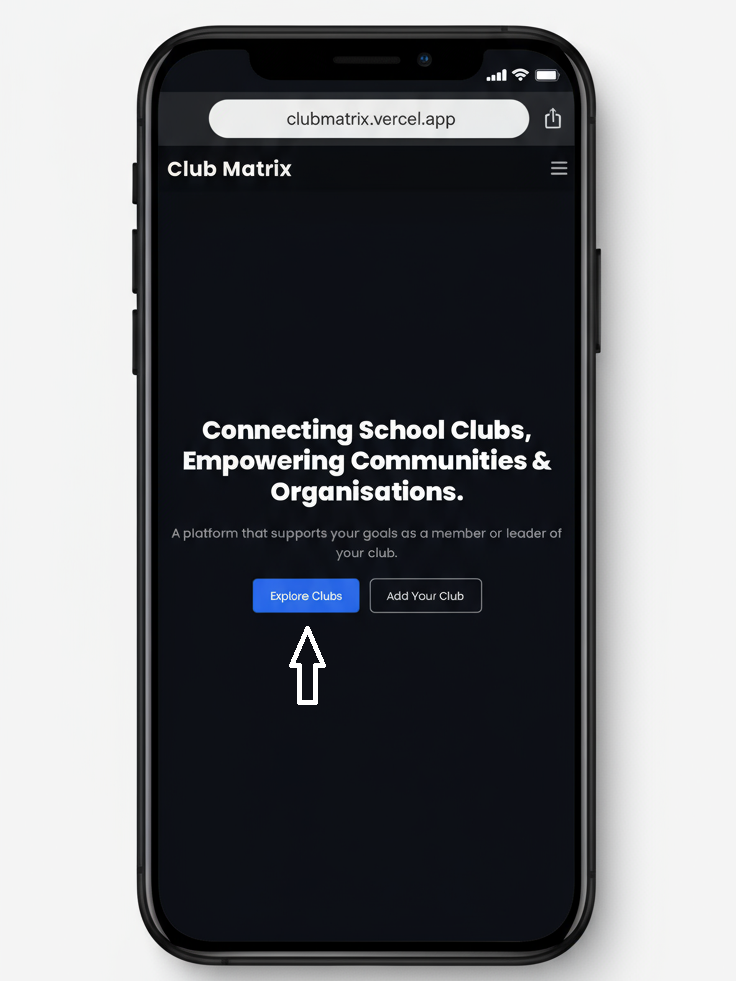 clubmatrix.vercel.app
Club Matrix
Connecting School Clubs,
Empowering Communities &
Organisations.
A platform that supports your goals as a member or leader of
your club.
Explore Clubs
Add Your Club